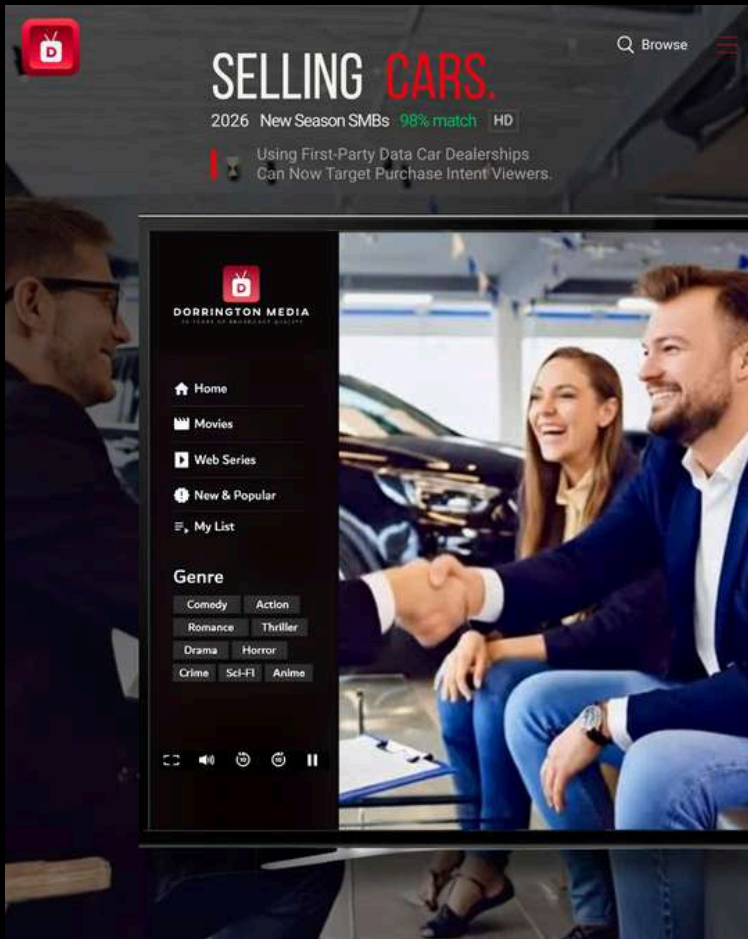 D
Browse
SELLING CARS.
2026 New Season SMBs 98% match HD
Using First-Party Data Car Dealerships
Can Now Target Purchase Intent Viewers.
D
DORRINGTON MEDIA
Home
Movies
Web Series
New & Popular
My List
Genre
Comedy Action
Romance Thriller
Drama Horror
Crime Sci-Fi Anime
10 10